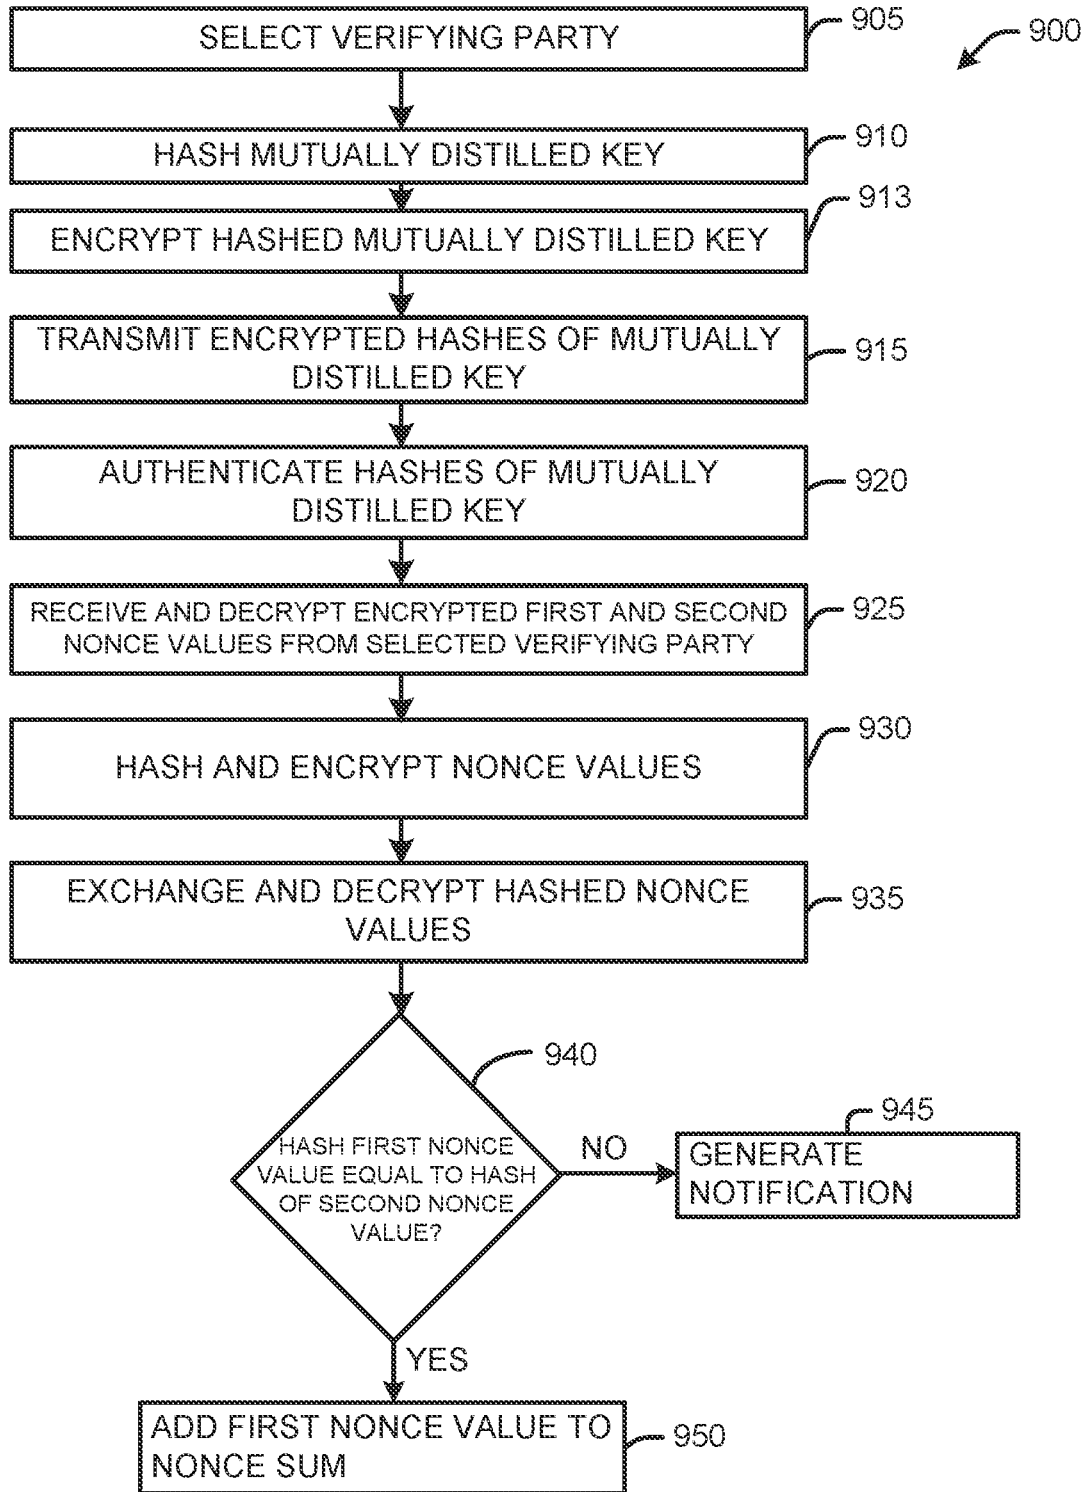 SELECT VERIFYING PARTY
905
900
HASH MUTUALLY DISTILLED KEY
910
913
ENCRYPT HASHED MUTUALLY DISTILLED KEY
TRANSMIT ENCRYPTED HASHES OF MUTUALLY
DISTILLED KEY
915
AUTHENTICATE HASHES OF MUTUALLY
DISTILLED KEY
920
RECEIVE AND DECRYPT ENCRYPTED FIRST AND SECOND
NONCE VALUES FROM SELECTED VERIFYING PARTY
925
HASH AND ENCRYPT NONCE VALUES
930
EXCHANGE AND DECRYPT HASHED NONCE
VALUES
935
940
HASH FIRST NONCE
VALUE EQUAL TO HASH
OF SECOND NONCE
VALUE?
NO
945
GENERATE
NOTIFICATION
YES
ADD FIRST NONCE VALUE TO
NONCE SUM
950